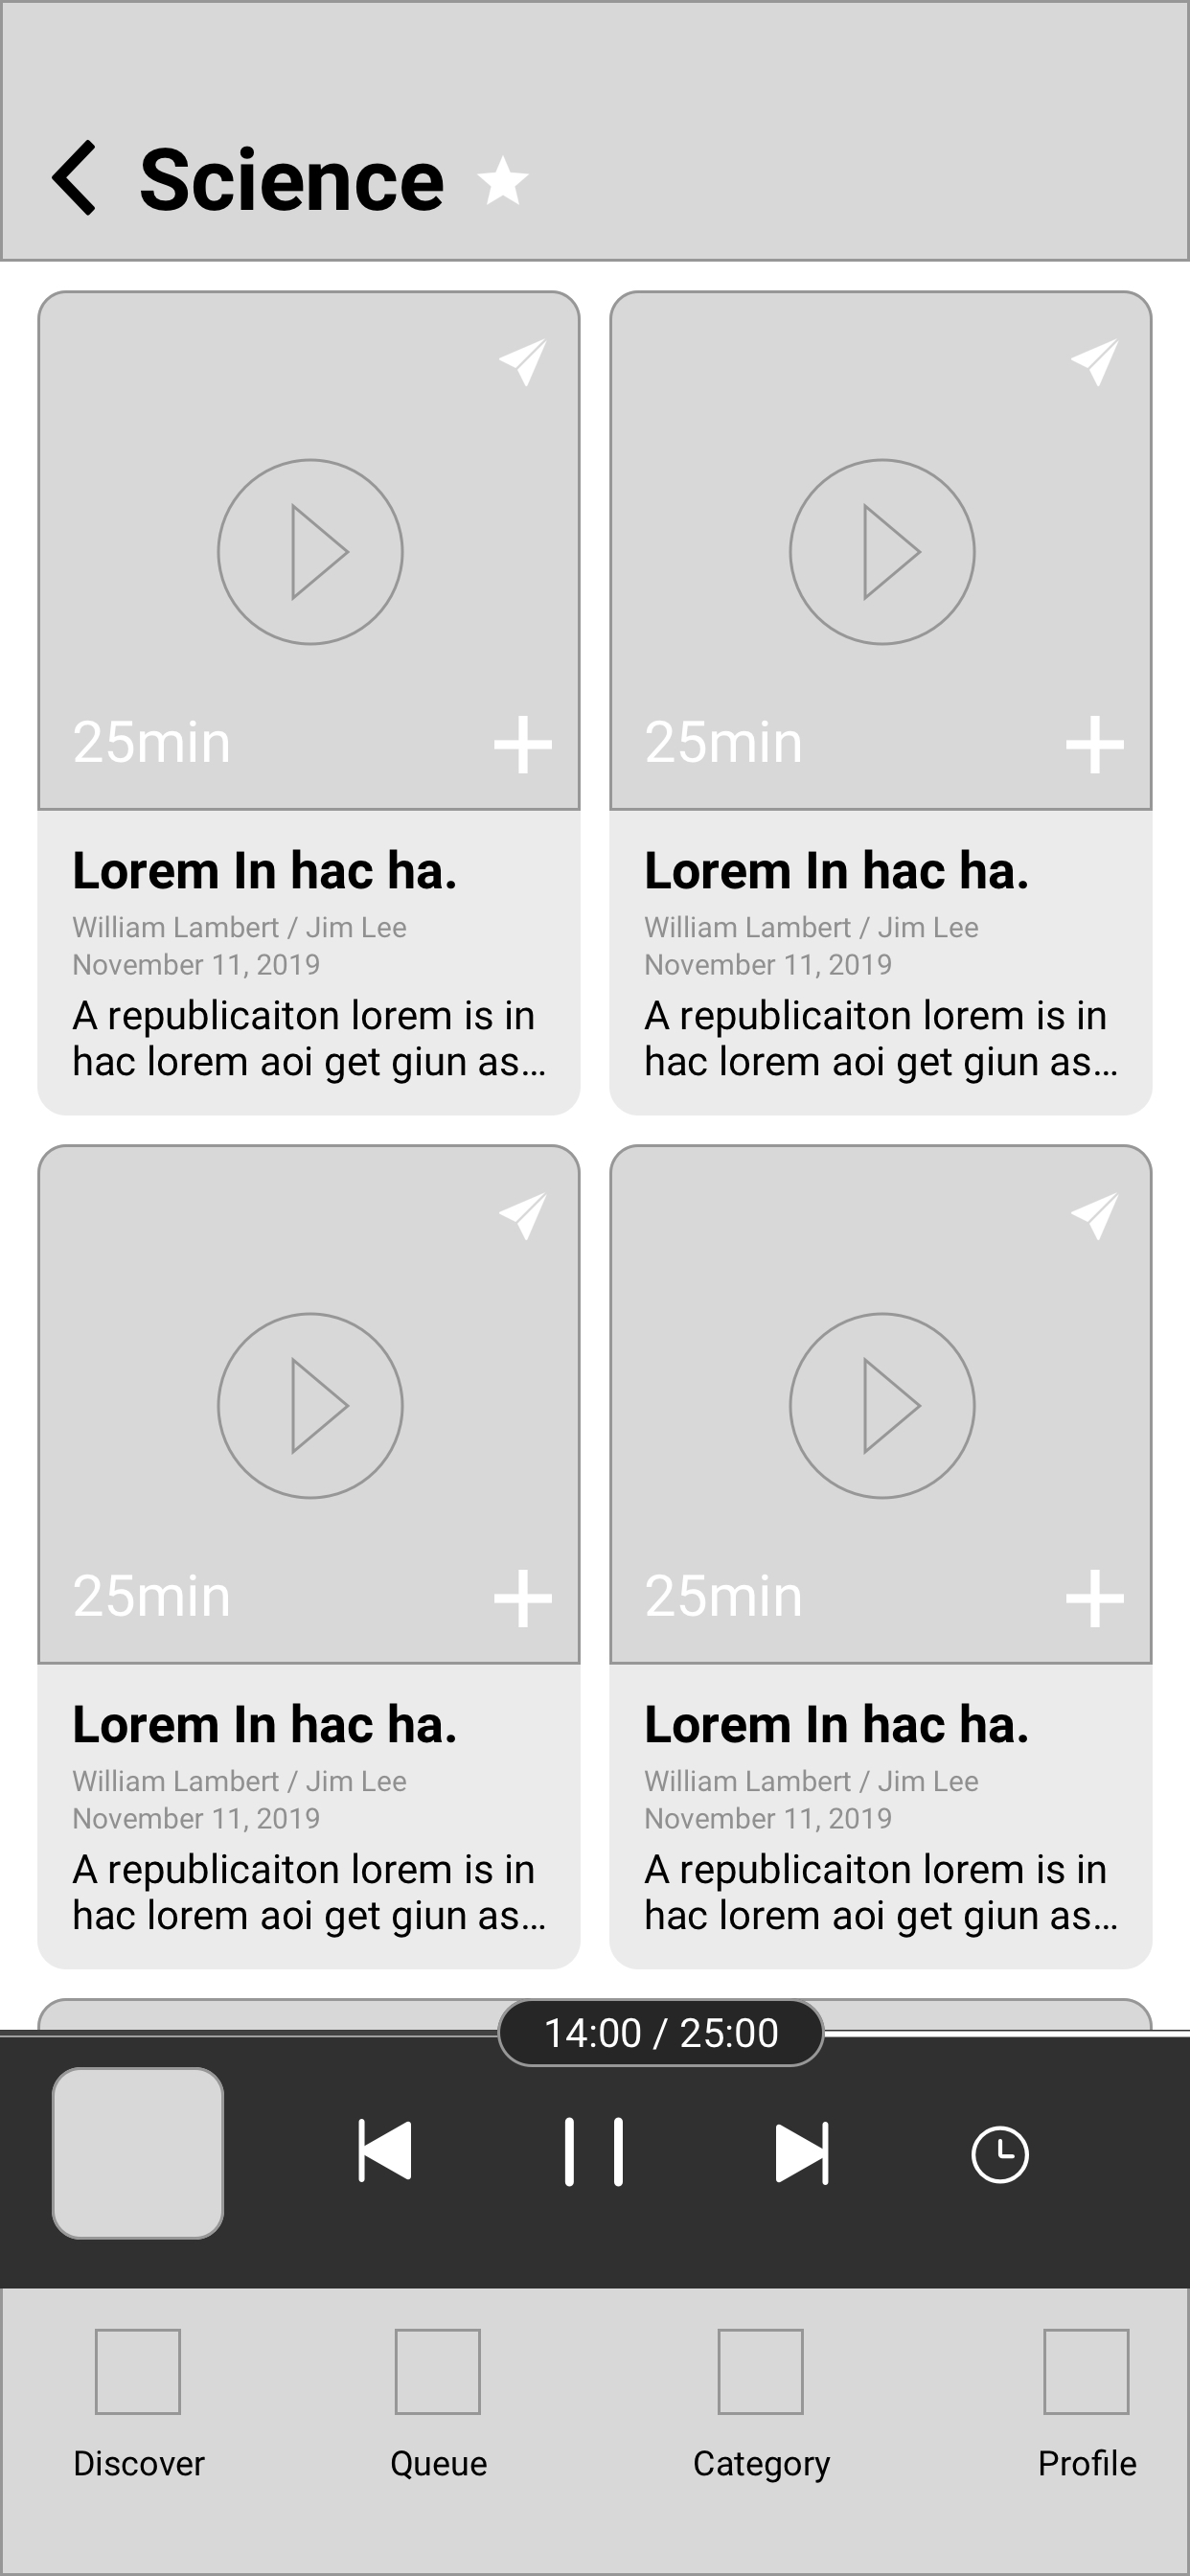 Science
25min
25min
Lorem In hac ha.
William Lambert / Jim Lee
November 11, 2019
A republicaiton lorem is in
hac lorem aoi get giun as...
Lorem In hac ha.
William Lambert / Jim Lee
November 11, 2019
A republicaiton lorem is in
hac lorem aoi get giun as...
25min
25min
Lorem In hac ha.
William Lambert / Jim Lee
November 11, 2019
A republicaiton lorem is in
hac lorem aoi get giun as...
Lorem In hac ha.
William Lambert / Jim Lee
November 11, 2019
A republicaiton lorem is in
hac lorem aoi get giun as...
14:00 / 25:00
Discover
Queue
Category
Profile